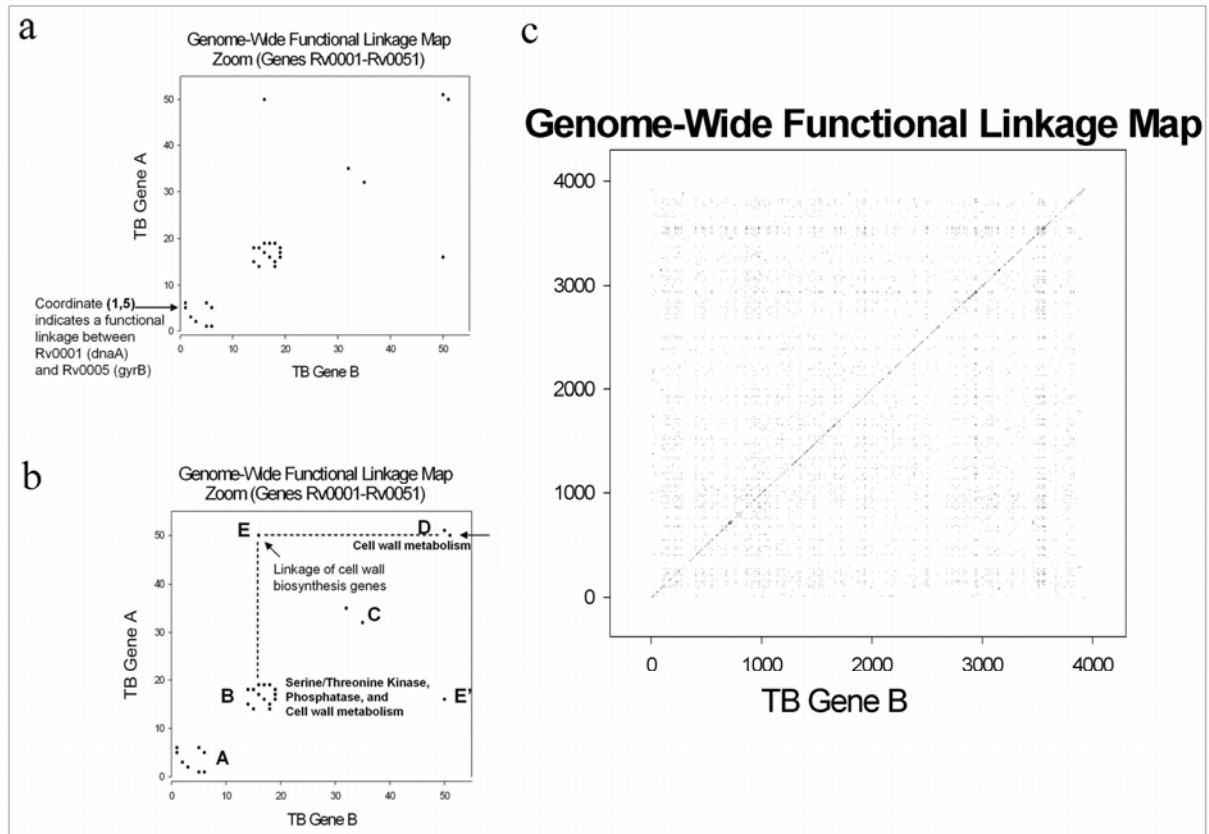 a
Genome-Wide Functional Linkage Map
Zoom (Genes Rv0001-Rv0051)
50
40
30
20
10
0
TB Gene A
0 10 20 30 40 50
TB Gene B
Coordinate (1,5)
indicates a functional
linkage between
Rv0001 (dnaA)
and Rv0005 (gyrB)
b
Genome-Wide Functional Linkage Map
Zoom (Genes Rv0001-Rv0051)
50
40
30
20
10
0
TB Gene A
E
D
Cell wall metabolism
Linkage of cell wall
biosynthesis genes
C
B
Serine/Threonine Kinase,
Phosphatase, and
Cell wall metabolism
E'
A
0 10 20 30 40 50
TB Gene B
c
Genome-Wide Functional Linkage Map
4000
3000
2000
1000
0
0 1000 2000 3000 4000
TB Gene B